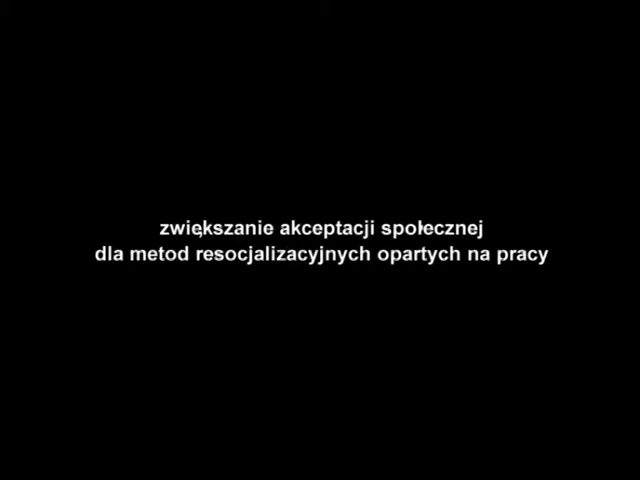 zwiększanie akceptacji społecznej
dla metod resocjalizacyjnych opartych na pracy